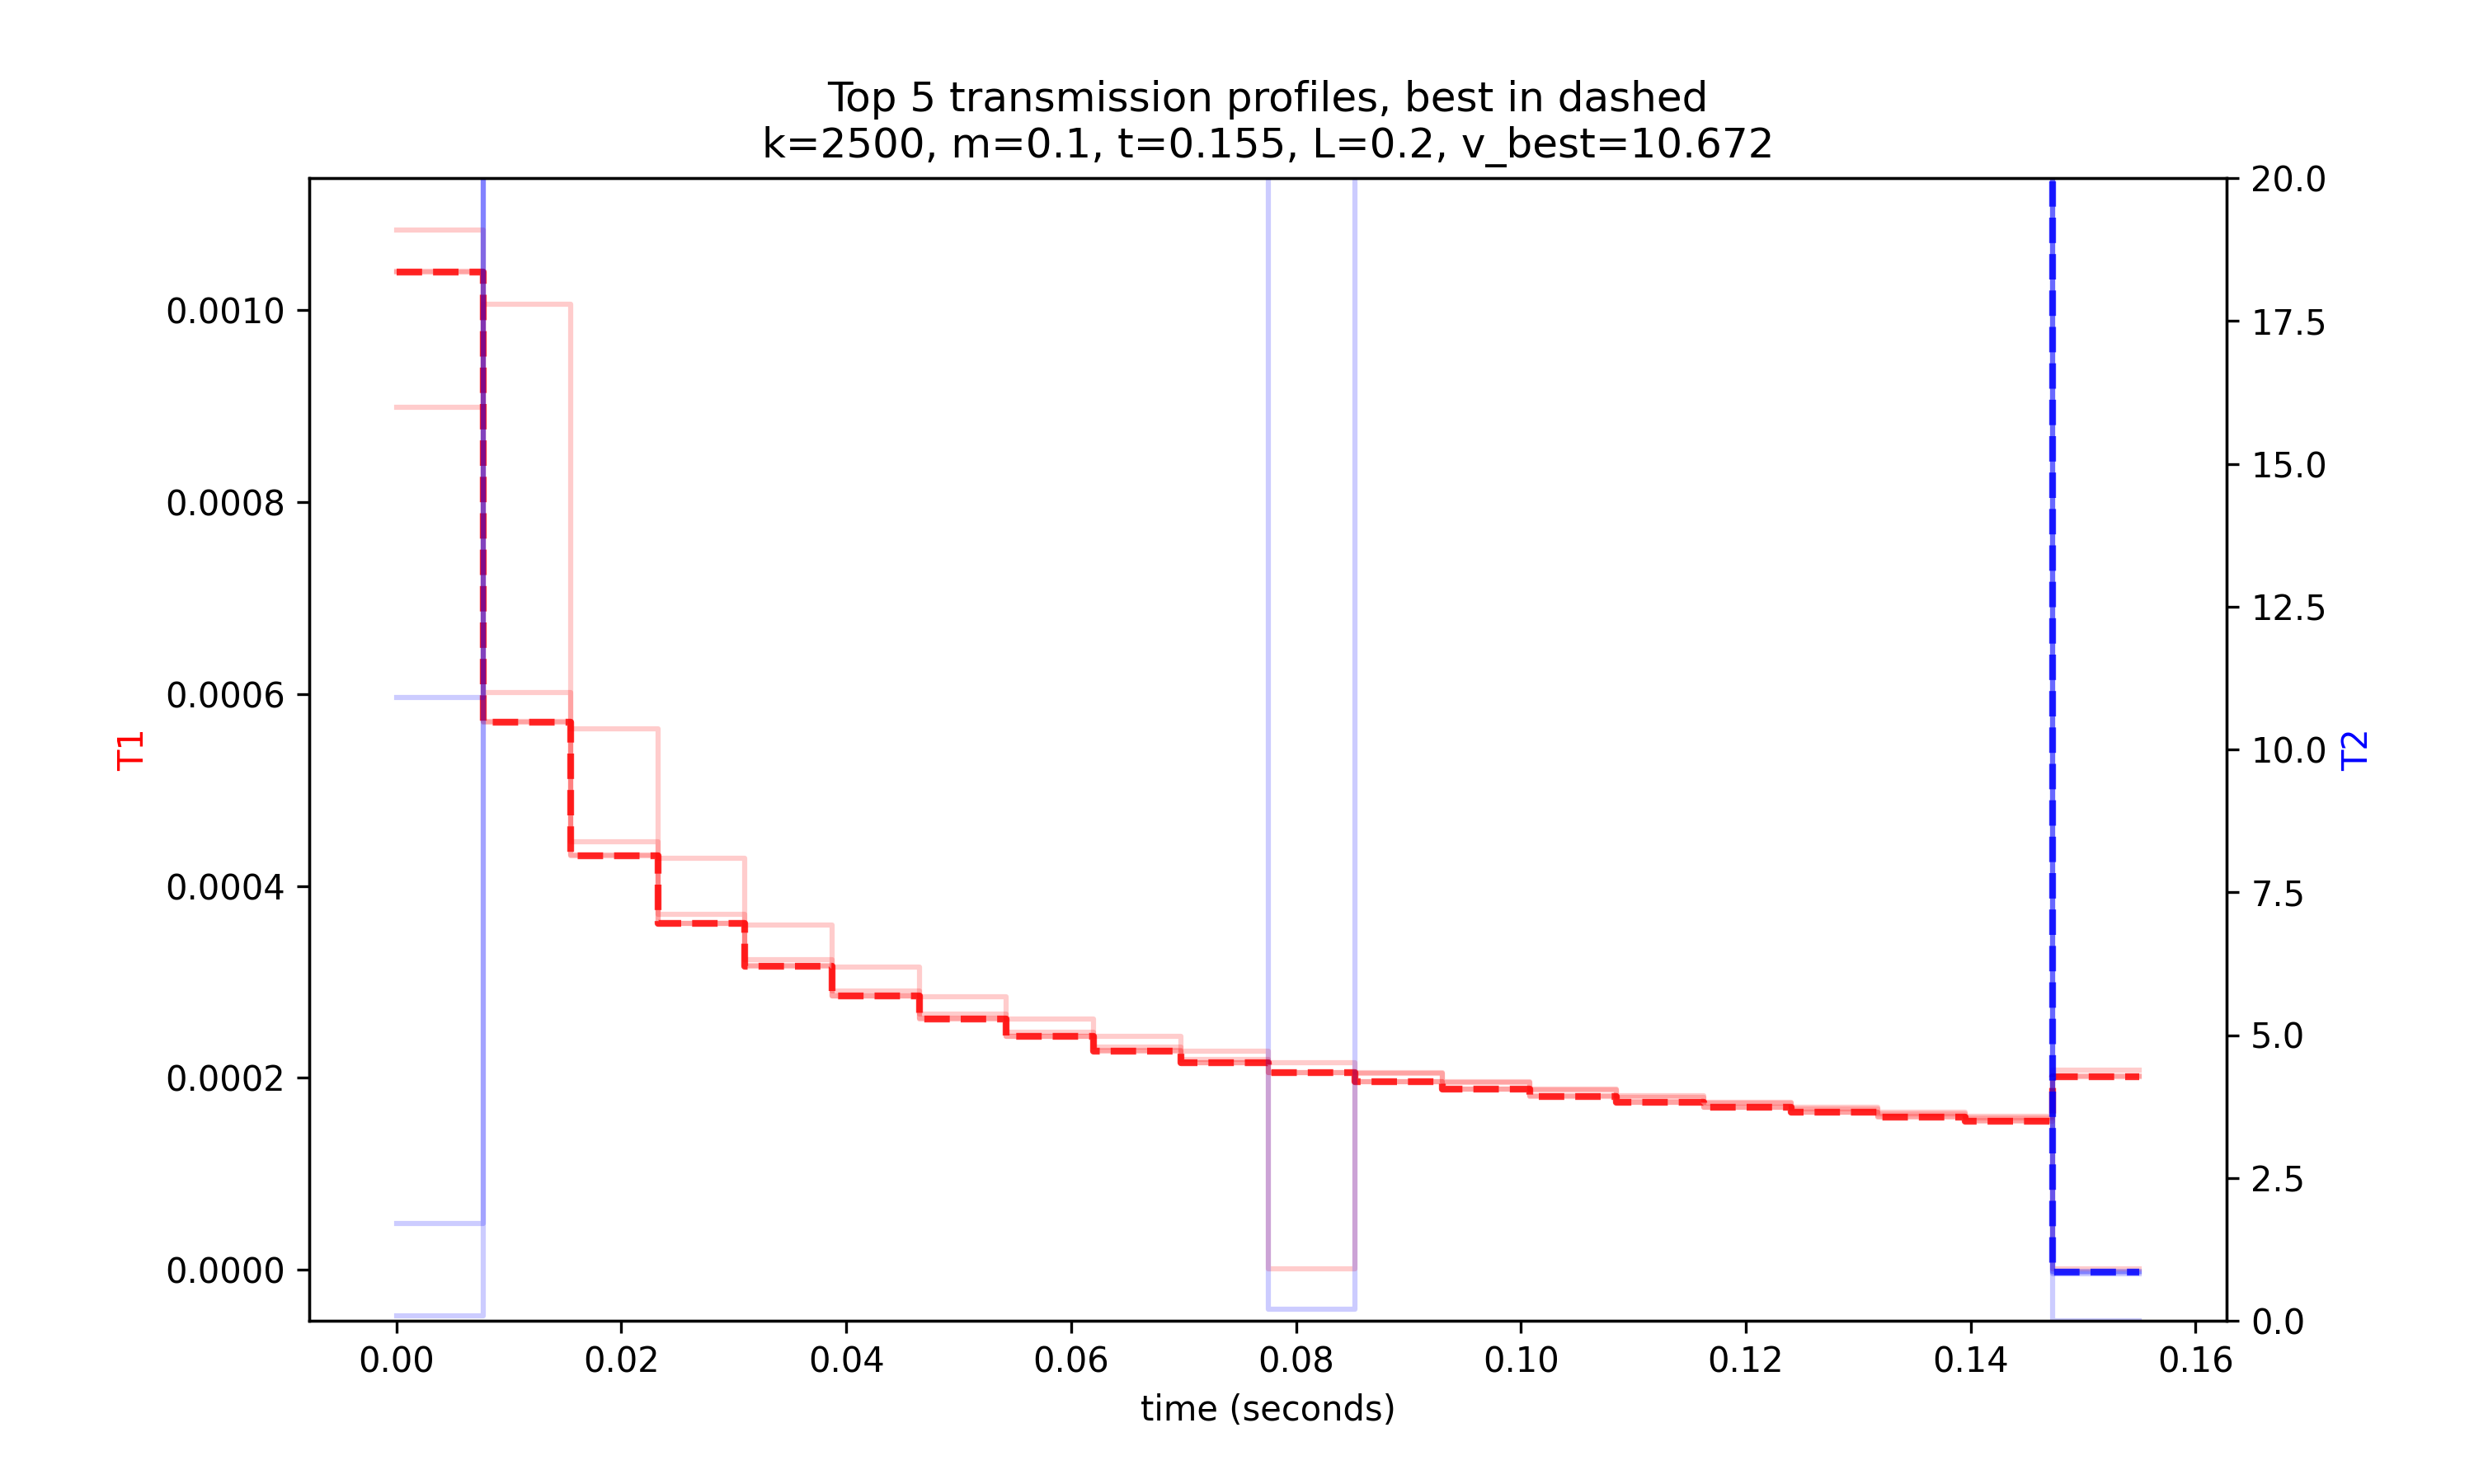 Top 5 transmission profiles, best in dashed
k=2500, m=0.1, t=0.155, L=0.2, v_best=10.672
T1
0.0010
0.0008
0.0006
0.0004
0.0002
0.0000
20.0
17.5
15.0
12.5
10.0
7.5
5.0
2.5
0.0
T2
0.00 0.02 0.04 0.06 0.08 0.10 0.12 0.14 0.16
time (seconds)